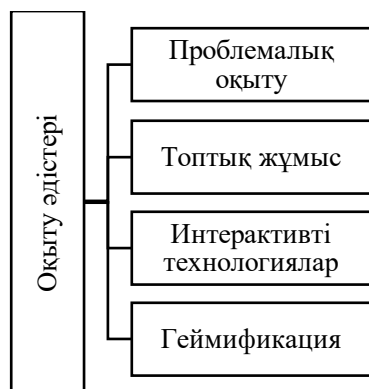 Оқыту әдістері
Проблемалық
оқыту
Топтық жұмыс
Интерактивті
технологиялар
Геймификация